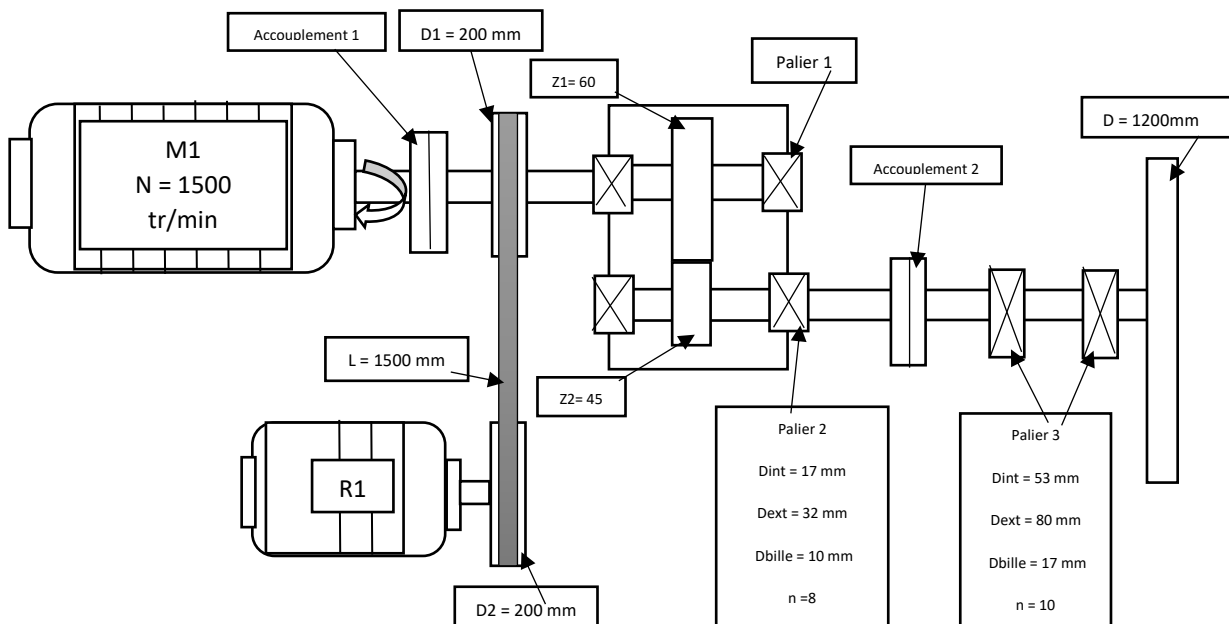 Accouplement 1
D1 = 200 mm
Z1= 60
Palier 1
D = 1200mm
M1
N = 1500
tr/min
Accouplement 2
L = 1500 mm
Z2= 45
R1
D2 = 200 mm
Palier 2
Dint = 17 mm
Dext = 32 mm
Dbille = 10 mm
n =8
Palier 3
Dint = 53 mm
Dext = 80 mm
Dbille = 17 mm
n = 10